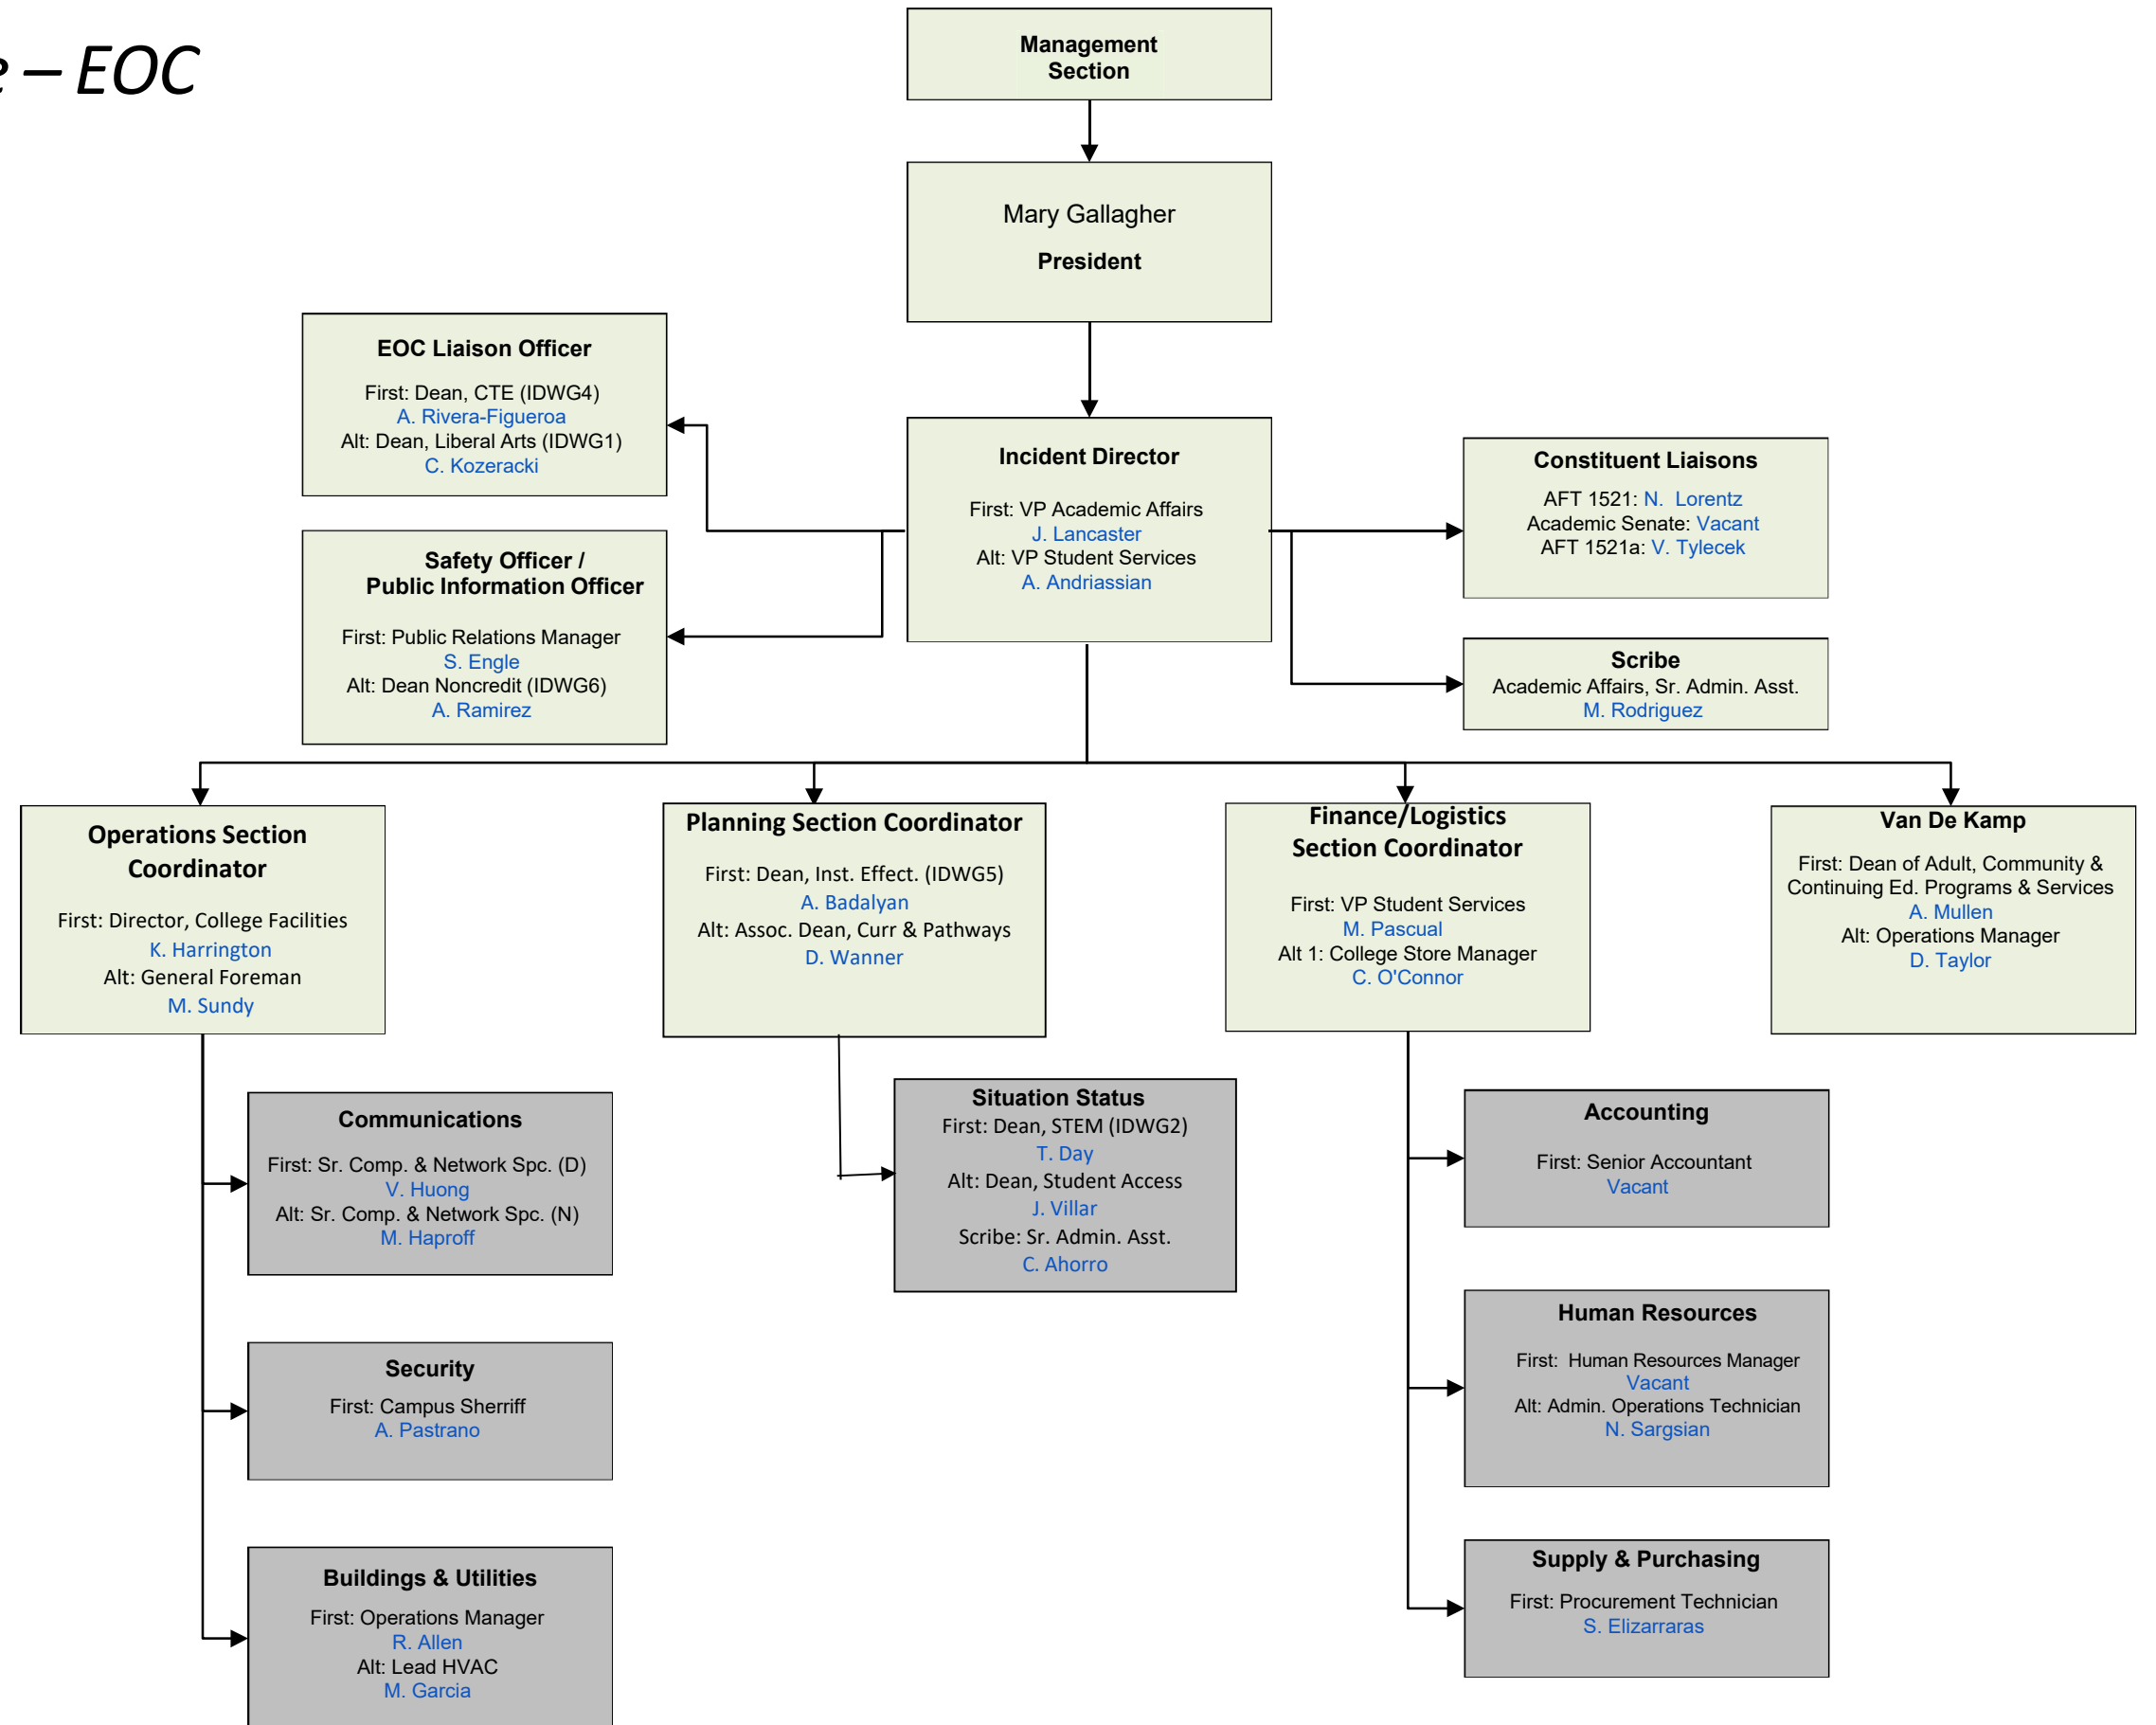 e – EOC
Management
Section
Mary Gallagher
President
EOC Liaison Officer
First: Dean, CTE (IDWG4)
A. Rivera-Figueroa
Alt: Dean, Liberal Arts (IDWG1)
C. Kozeracki
Incident Director
First: VP Academic Affairs
J. Lancaster
Alt: VP Student Services
A. Andriassian
Constituent Liaisons
AFT 1521: N. Lorentz
Academic Senate: Vacant
AFT 1521a: V. Tylecek
Safety Officer /
Public Information Officer
First: Public Relations Manager
S. Engle
Alt: Dean Noncredit (IDWG6)
A. Ramirez
Scribe
Academic Affairs, Sr. Admin. Asst.
M. Rodriguez
Operations Section
Coordinator
First: Director, College Facilities
K. Harrington
Alt: General Foreman
M. Sundy
Planning Section Coordinator
First: Dean, Inst. Effect. (IDWG5)
A. Badalyan
Alt: Assoc. Dean, Curr & Pathways
D. Wanner
Finance/Logistics
Section Coordinator
First: VP Student Services
M. Pascual
Alt 1: College Store Manager
C. O'Connor
Van De Kamp
First: Dean of Adult, Community &
Continuing Ed. Programs & Services
A. Mullen
Alt: Operations Manager
D. Taylor
Communications
First: Sr. Comp. & Network Spc. (D)
V. Huong
Alt: Sr. Comp. & Network Spc. (N)
M. Haproff
Situation Status
First: Dean, STEM (IDWG2)
T. Day
Alt: Dean, Student Access
J. Villar
Scribe: Sr. Admin. Asst.
C. Ahorro
Accounting
First: Senior Accountant
Vacant
Security
First: Campus Sherriff
A. Pastrano
Human Resources
First: Human Resources Manager
Vacant
Alt: Admin. Operations Technician
N. Sargsian
Buildings & Utilities
First: Operations Manager
R. Allen
Alt: Lead HVAC
M. Garcia
Supply & Purchasing
First: Procurement Technician
S. Elizarraras